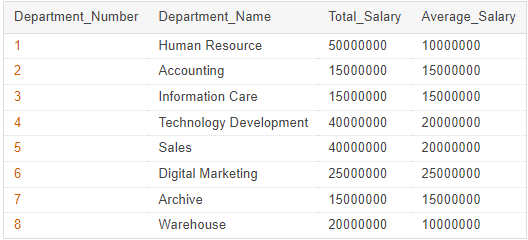 Department_Number Department_Name Total_Salary Average_Salary
1 Human Resource 50000000 10000000
2 Accounting 15000000 15000000
3 Information Care 15000000 15000000
4 Technology Development 40000000 20000000
5 Sales 40000000 20000000
6 Digital Marketing 25000000 25000000
7 Archive 15000000 15000000
8 Warehouse 20000000 10000000